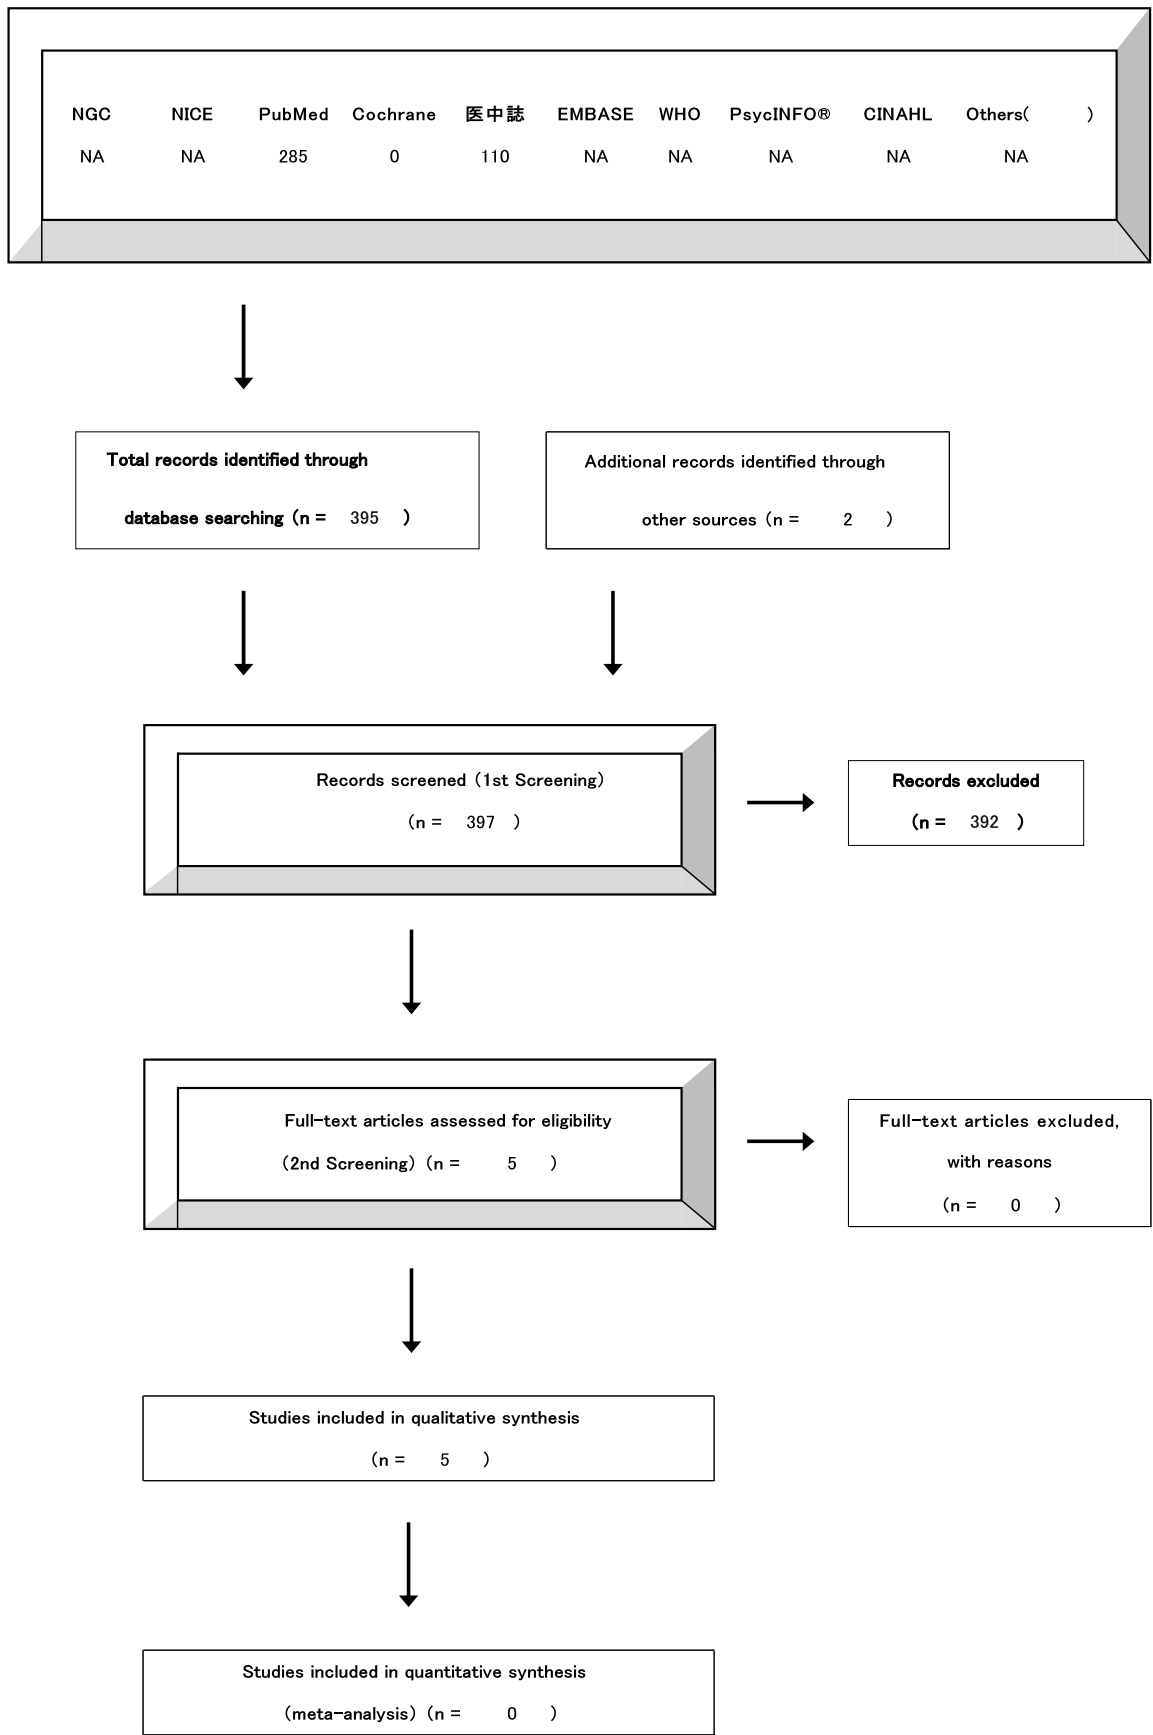 NGC NICE PubMed Cochrane 医中誌 EMBASE WHO PsycINFO® CINAHL Others( )
NA NA 285 0 110 NA NA NA NA NA
Total records identified through
database searching (n = 395 )
Additional records identified through
other sources (n = 2 )
Records screened (1st Screening)
(n = 397 )
Records excluded
(n = 392 )
Full-text articles assessed for eligibility
(2nd Screening) (n = 5 )
Full-text articles excluded,
with reasons
(n = 0 )
Studies included in qualitative synthesis
(n = 5 )
Studies included in quantitative synthesis
(meta-analysis) (n = 0 )